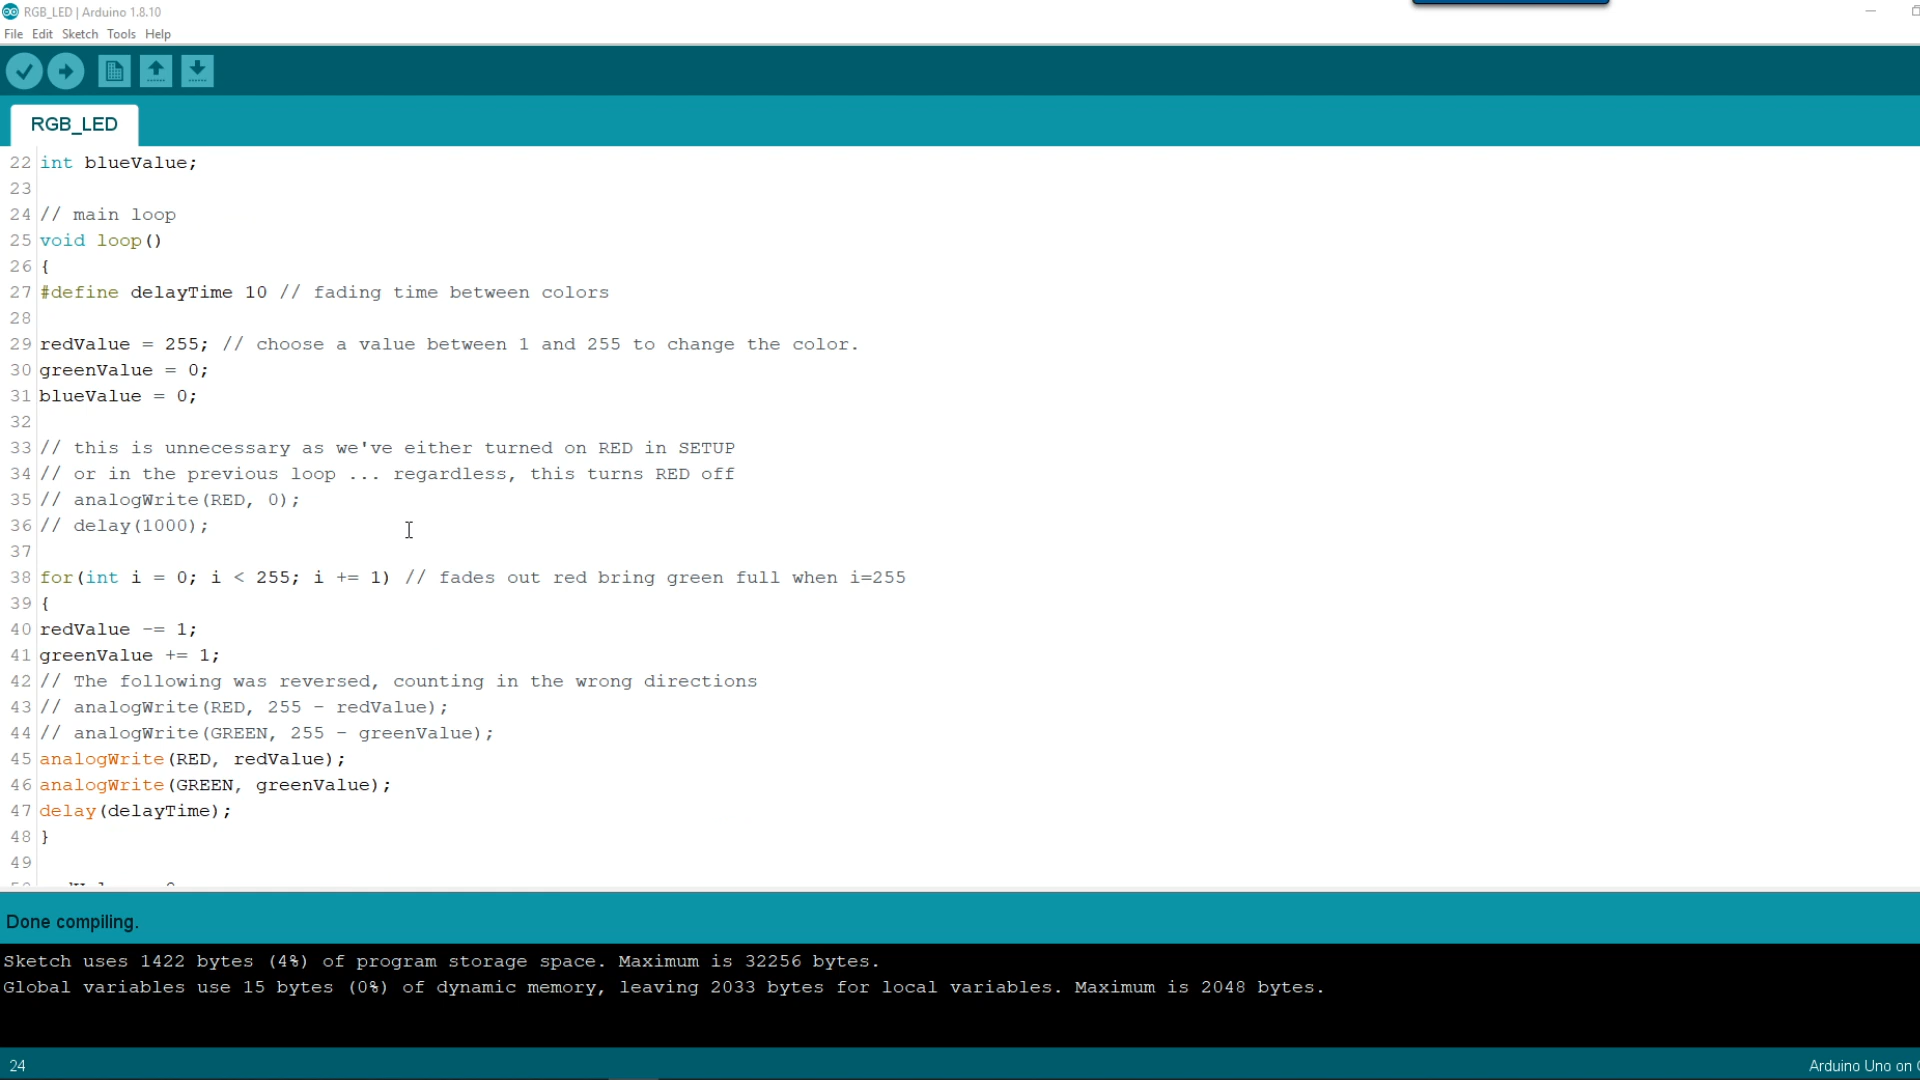 RGB_LED | Arduino 1.8.10
File Edit Sketch Tools Help
RGB_LED
22 int blueValue;
23
24 // main loop
25 void loop()
26 {
27 #define delayTime 10 // fading time between colors
28
29 redValue = 255; // choose a value between 1 and 255 to change the color.
30 greenValue = 0;
31 blueValue = 0;
32
33 // this is unnecessary as we've either turned on RED in SETUP
34 // or in the previous loop ... regardless, this turns RED off
35 // analogWrite(RED, 0);
36 // delay(1000);
37
38 for(int i = 0; i < 255; i += 1) // fades out red bring green full when i=255
39 {
40 redValue -= 1;
41 greenValue += 1;
42 // The following was reversed, counting in the wrong directions
43 // analogWrite(RED, 255 - redValue);
44 // analogWrite(GREEN, 255 - greenValue);
45 analogWrite(RED, redValue);
46 analogWrite(GREEN, greenValue);
47 delay(delayTime);
48 }
49
Done compiling.
Sketch uses 1422 bytes (4%) of program storage space. Maximum is 32256 bytes.
Global variables use 15 bytes (0%) of dynamic memory, leaving 2033 bytes for local variables. Maximum is 2048 bytes.
24
Arduino Uno on